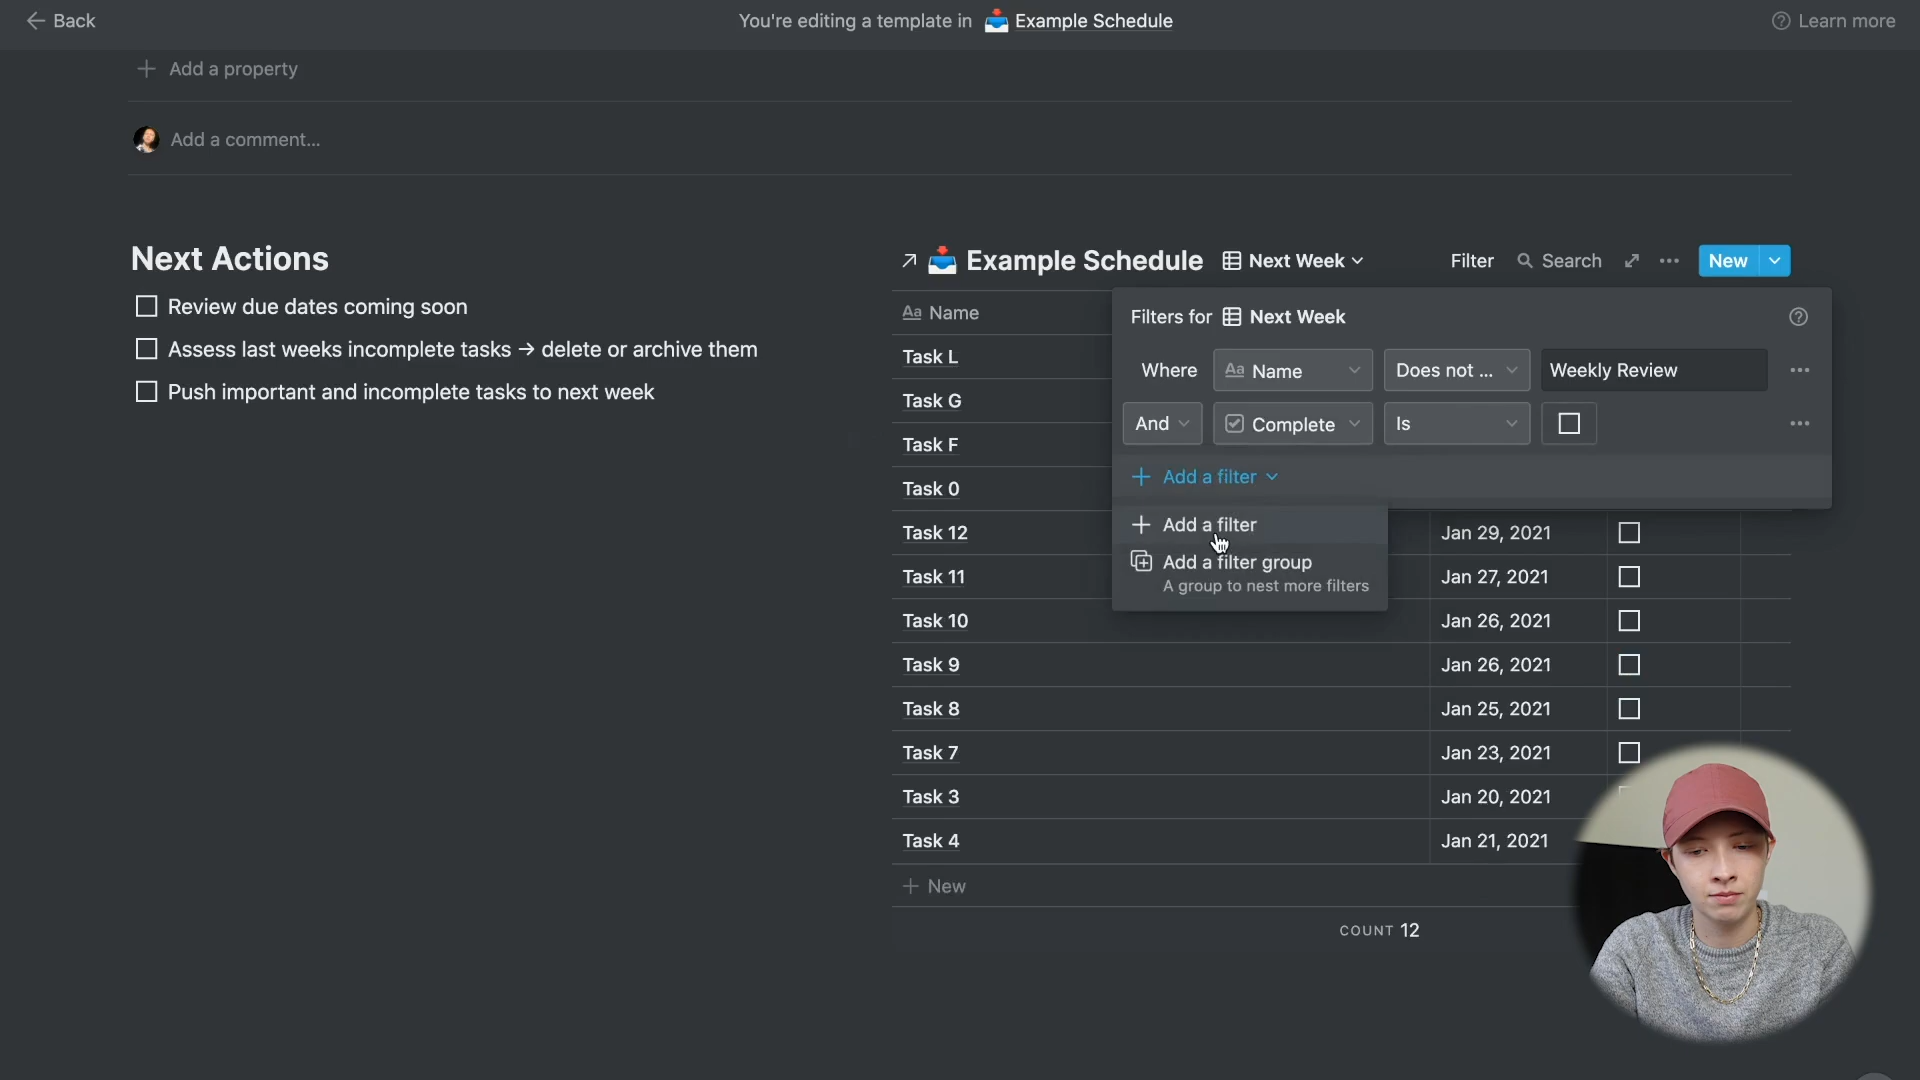 Back
You're editing a template in Example Schedule
Learn more
Add a property
Add a comment...
Next Actions
Review due dates coming soon
Assess last weeks incomplete tasks → delete or archive them
Push important and incomplete tasks to next week
Example Schedule
Next Week
Filter
Search
New
Aa Name
Filters for Next Week
Where
Aa Name
Does not ...
Weekly Review
And
Complete
Is
Add a filter
Add a filter
Add a filter group
A group to nest more filters
Task L
Task G
Task F
Task 0
Task 12 Jan 29, 2021
Task 11 Jan 27, 2021
Task 10 Jan 26, 2021
Task 9 Jan 26, 2021
Task 8 Jan 25, 2021
Task 7 Jan 23, 2021
Task 3 Jan 20, 2021
Task 4 Jan 21, 2021
New
COUNT 12